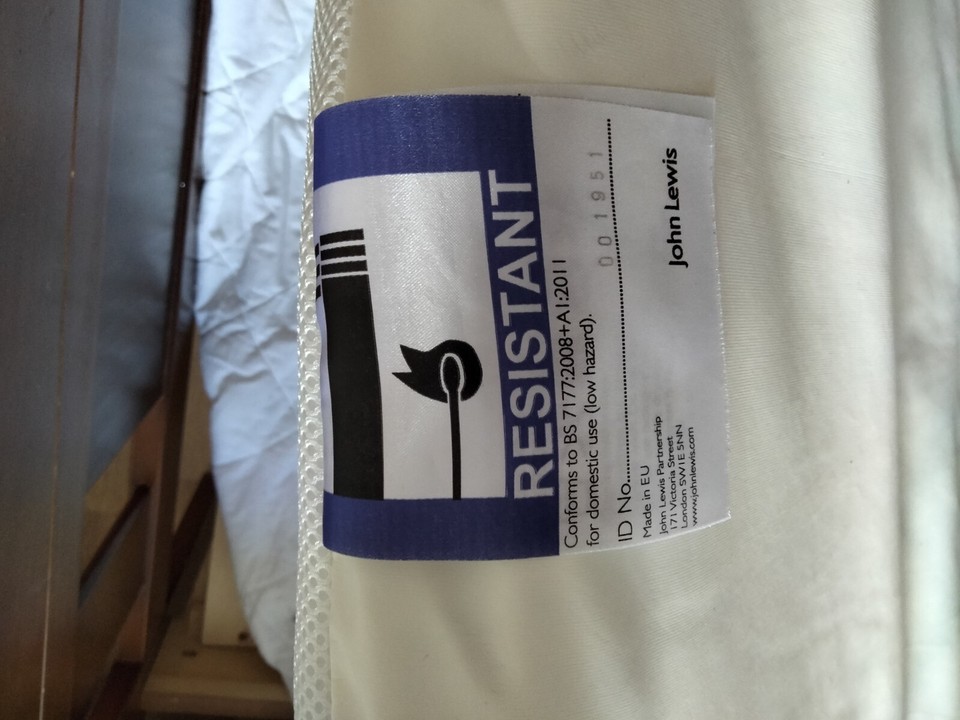 RESISTANT
Conforms to BS 7177:2008+A1:2011
for domestic use (low hazard).
ID No. 001951
Made in EU
John Lewis Partnership
171 Victoria Street
London SW1E 5NN
www.johnlewis.com
John Lewis